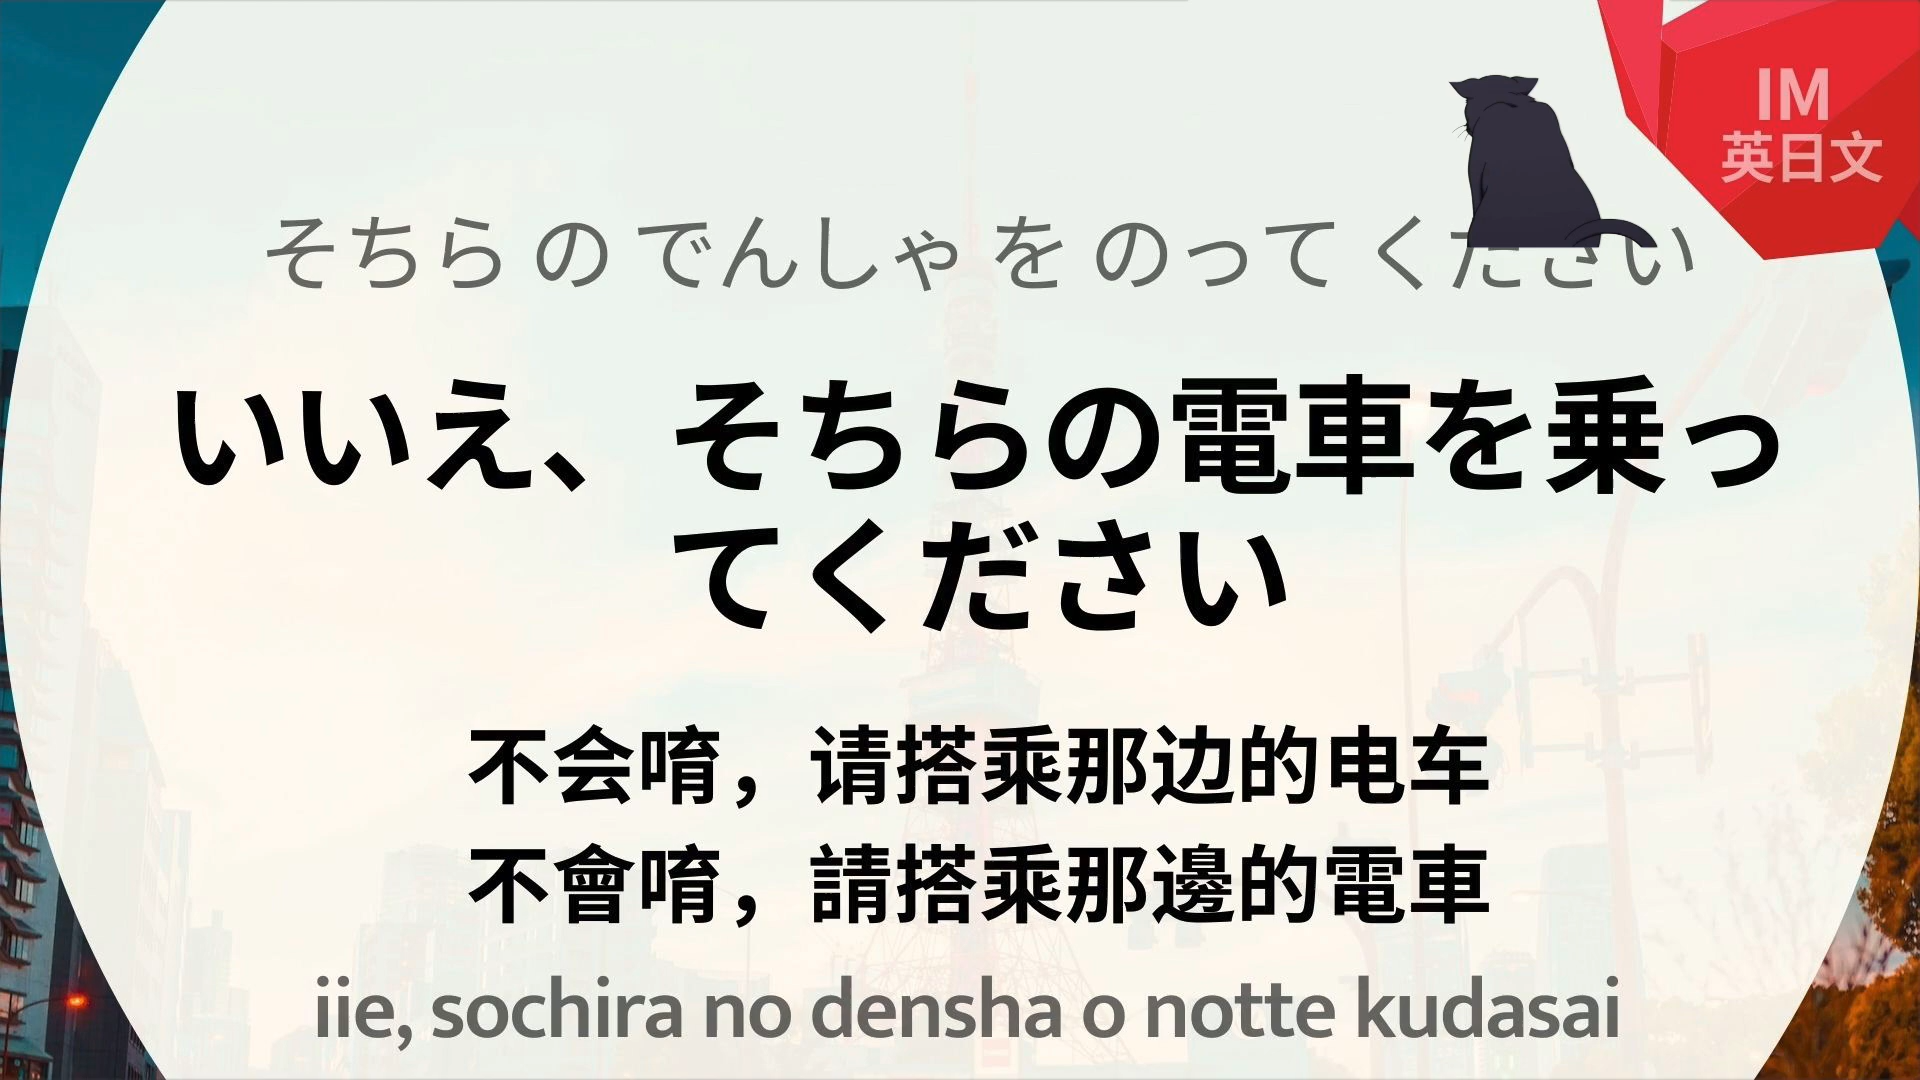 IM
英日文
そちら の でんしゃ を のって ください
いいえ、そちらの電車を乗っ
てください
不会唷，请搭乘那边的电车
不會唷，請搭乘那邊的電車
iie, sochira no densha o notte kudasai